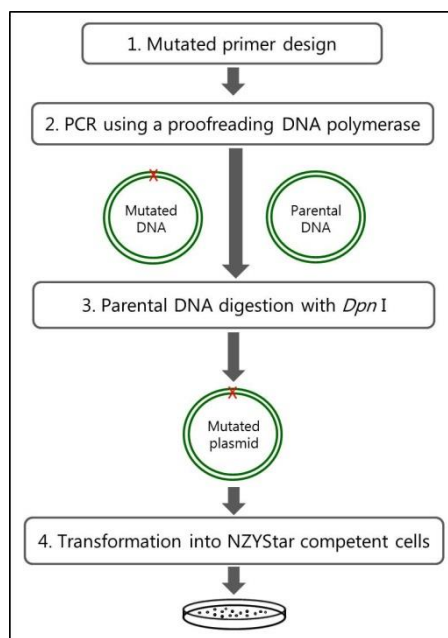 1. Mutated primer design
2. PCR using a proofreading DNA polymerase
Mutated
DNA
Parental
DNA
3. Parental DNA digestion with Dpn I
Mutated
plasmid
4. Transformation into NZYStar competent cells